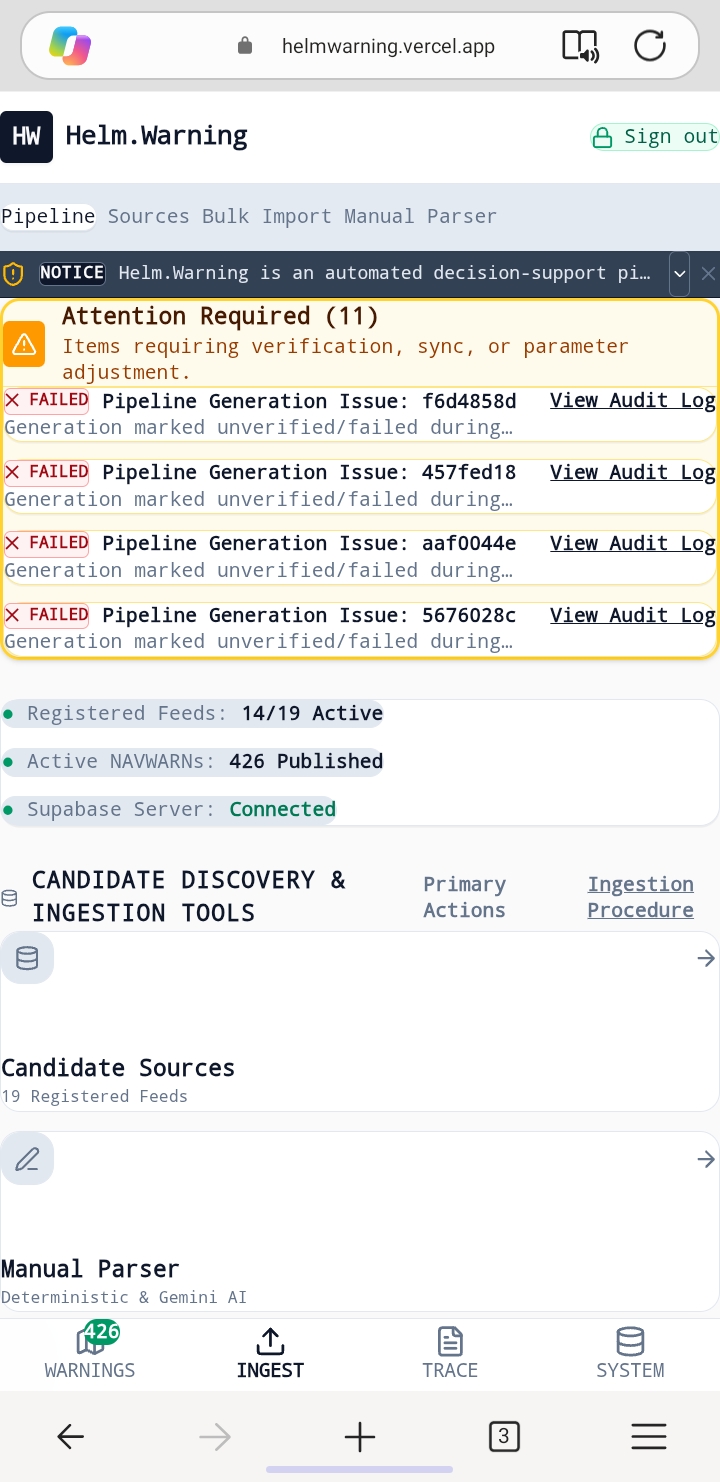 helmwarning.vercel.app
HW Helm.Warning Sign out
Pipeline Sources Bulk Import Manual Parser
NOTICE Helm.Warning is an automated decision-support pi…
Attention Required (11)
Items requiring verification, sync, or parameter
adjustment.
FAILED Pipeline Generation Issue: f6d4858d View Audit Log
Generation marked unverified/failed during…
FAILED Pipeline Generation Issue: 457fed18 View Audit Log
Generation marked unverified/failed during…
FAILED Pipeline Generation Issue: aaf0044e View Audit Log
Generation marked unverified/failed during…
FAILED Pipeline Generation Issue: 5676028c View Audit Log
Generation marked unverified/failed during…
Registered Feeds: 14/19 Active
Active NAVWARNs: 426 Published
Supabase Server: Connected
CANDIDATE DISCOVERY &
INGESTION TOOLS
Primary
Actions
Ingestion
Procedure
Candidate Sources
19 Registered Feeds
Manual Parser
Deterministic & Gemini AI
426
WARNINGS INGEST TRACE SYSTEM
3